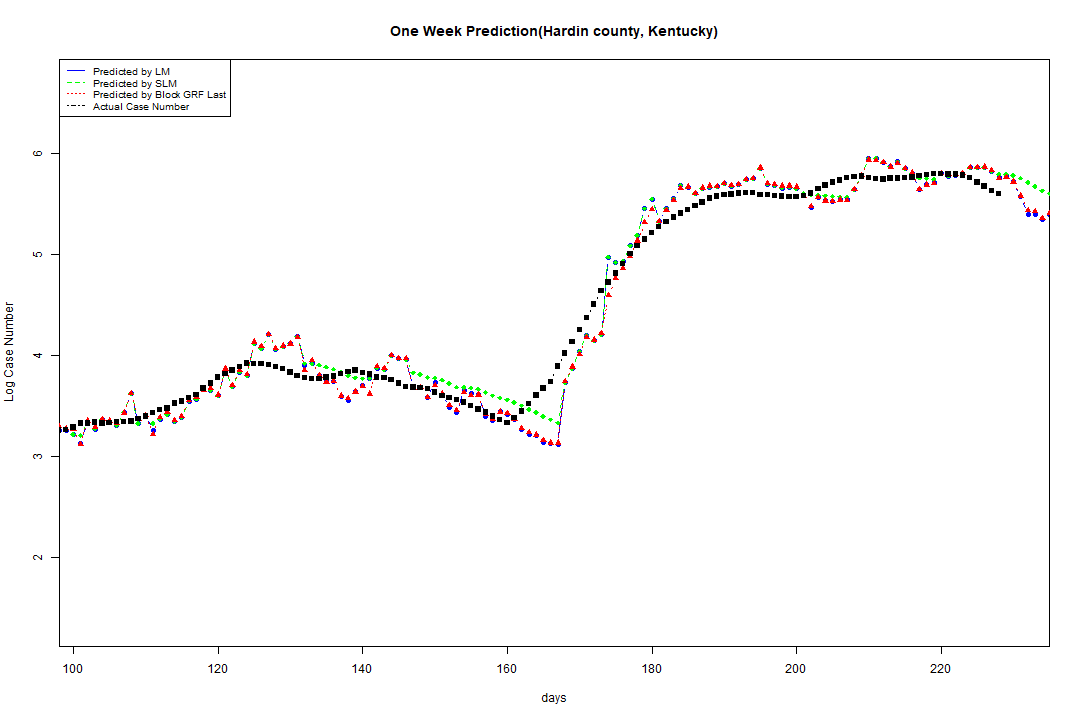 One Week Prediction(Hardin county, Kentucky)
Predicted by LM
Predicted by SLM
Predicted by Block GRF Last
Actual Case Number
6
5
4
3
2
Log Case Number
100 120 140 160 180 200 220
days